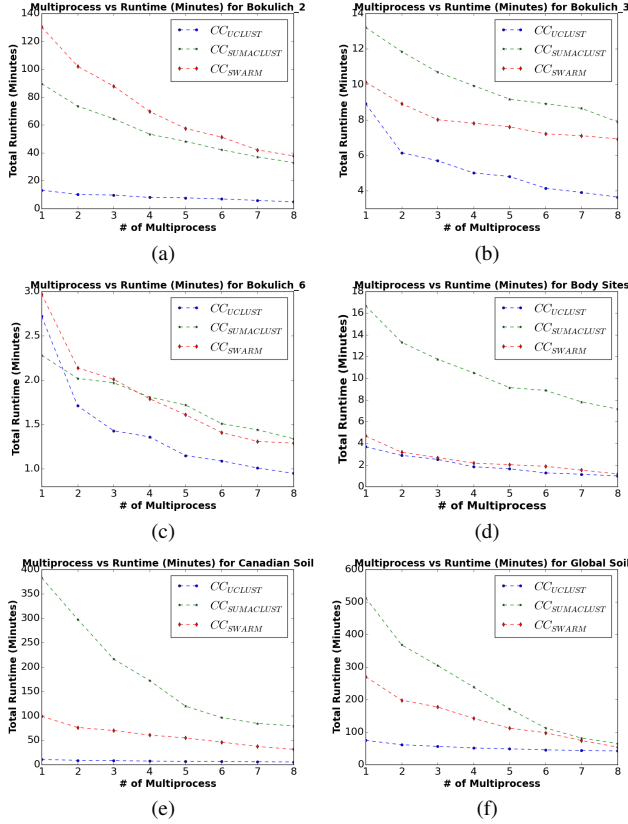 Multiprocess vs Runtime (Minutes) for Bokulich_2
Total Runtime (Minutes)
140
120
100
80
60
40
20
0
CC_UCLUST
CC_SUMACLUST
CC_SWARM
1 2 3 4 5 6 7 8
# of Multiprocess
(a)
Multiprocess vs Runtime (Minutes) for Bokulich_3
Total Runtime (Minutes)
14
12
10
8
6
4
CC_UCLUST
CC_SUMACLUST
CC_SWARM
1 2 3 4 5 6 7 8
# of Multiprocess
(b)
Multiprocess vs Runtime (Minutes) for Bokulich_6
Total Runtime (Minutes)
3.0
2.5
2.0
1.5
1.0
CC_UCLUST
CC_SUMACLUST
CC_SWARM
1 2 3 4 5 6 7 8
# of Multiprocess
(c)
Multiprocess vs Runtime (Minutes) for Body Sites
Total Runtime (Minutes)
18
16
14
12
10
8
6
4
2
0
CC_UCLUST
CC_SUMACLUST
CC_SWARM
1 2 3 4 5 6 7 8
# of Multiprocess
(d)
Multiprocess vs Runtime (Minutes) for Canadian Soil
Total Runtime (Minutes)
400
350
300
250
200
150
100
50
0
CC_UCLUST
CC_SUMACLUST
CC_SWARM
1 2 3 4 5 6 7 8
# of Multiprocess
(e)
Multiprocess vs Runtime (Minutes) for Global Soil
Total Runtime (Minutes)
600
500
400
300
200
100
0
CC_UCLUST
CC_SUMACLUST
CC_SWARM
1 2 3 4 5 6 7 8
# of Multiprocess
(f)